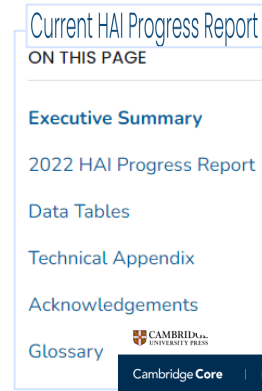 Current HAI Progress Report
ON THIS PAGE
Executive Summary
2022 HAI Progress Report
Data Tables
Technical Appendix
Acknowledgements
UNIVERSITY PRESS
Glossary
Cambridge Core